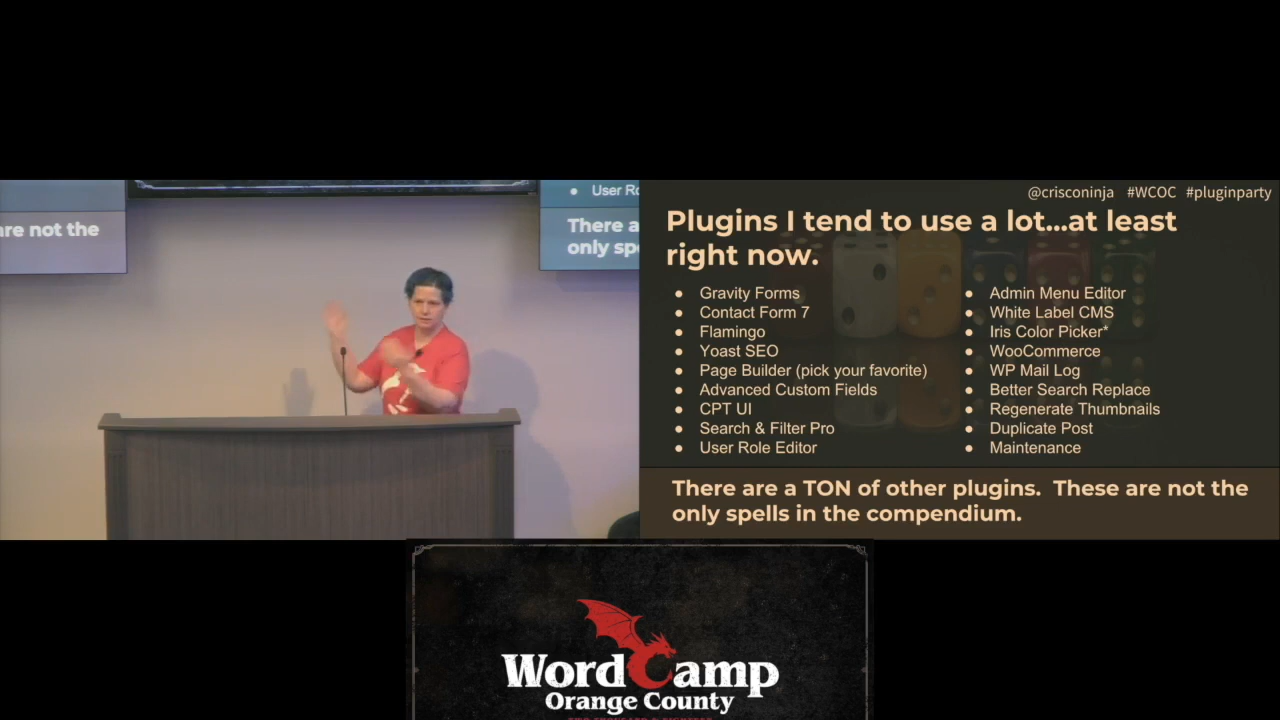 are not the
User Ro
There a
only spe
@crisconinja #WCOC #pluginparty
Plugins I tend to use a lot...at least
right now.
● Gravity Forms
● Contact Form 7
● Flamingo
● Yoast SEO
● Page Builder (pick your favorite)
● Advanced Custom Fields
● CPT UI
● Search & Filter Pro
● User Role Editor
● Admin Menu Editor
● White Label CMS
● Iris Color Picker*
● WooCommerce
● WP Mail Log
● Better Search Replace
● Regenerate Thumbnails
● Duplicate Post
● Maintenance
There are a TON of other plugins. These are not the
only spells in the compendium.
WordCamp
Orange County